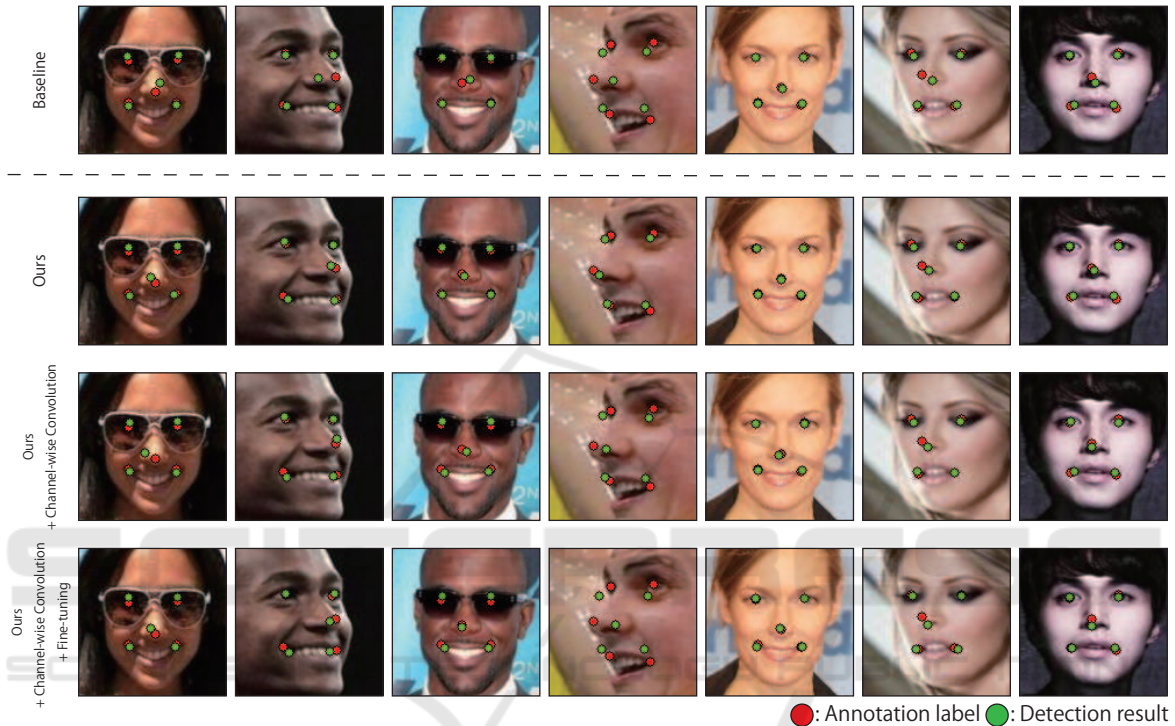 Baseline
Ours
Ours
+ Channel-wise Convolution
Ours
+ Channel-wise Convolution
+ Fine-tuning
: Annotation label : Detection result